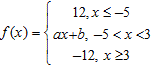 12, x ≤ −5
f(x) = { ax+b, −5 < x < 3
−12, x ≥ 3